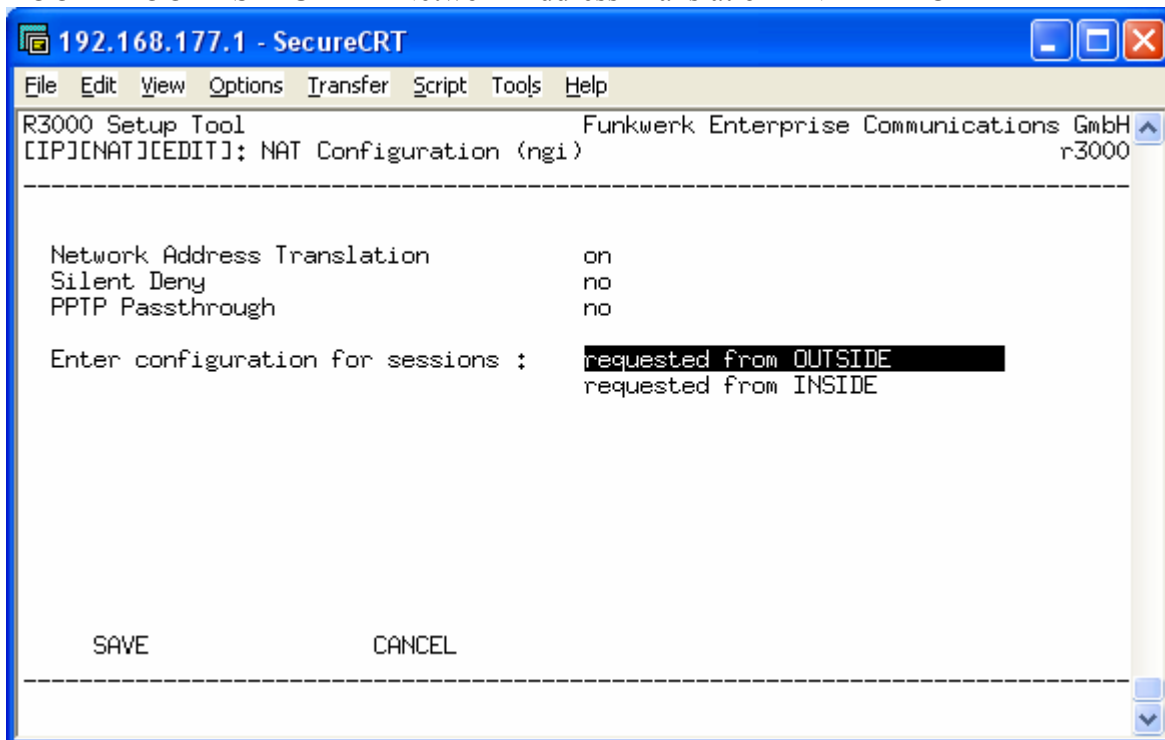 192.168.177.1 - SecureCRT
File Edit View Options Transfer Script Tools Help
R3000 Setup Tool Funkwerk Enterprise Communications GmbH
[IP][NAT][EDIT]: NAT Configuration (ngi) r3000
Network Address Translation on
Silent Deny no
PPTP Passthrough no
Enter configuration for sessions : requested from OUTSIDE
requested from INSIDE
SAVE CANCEL